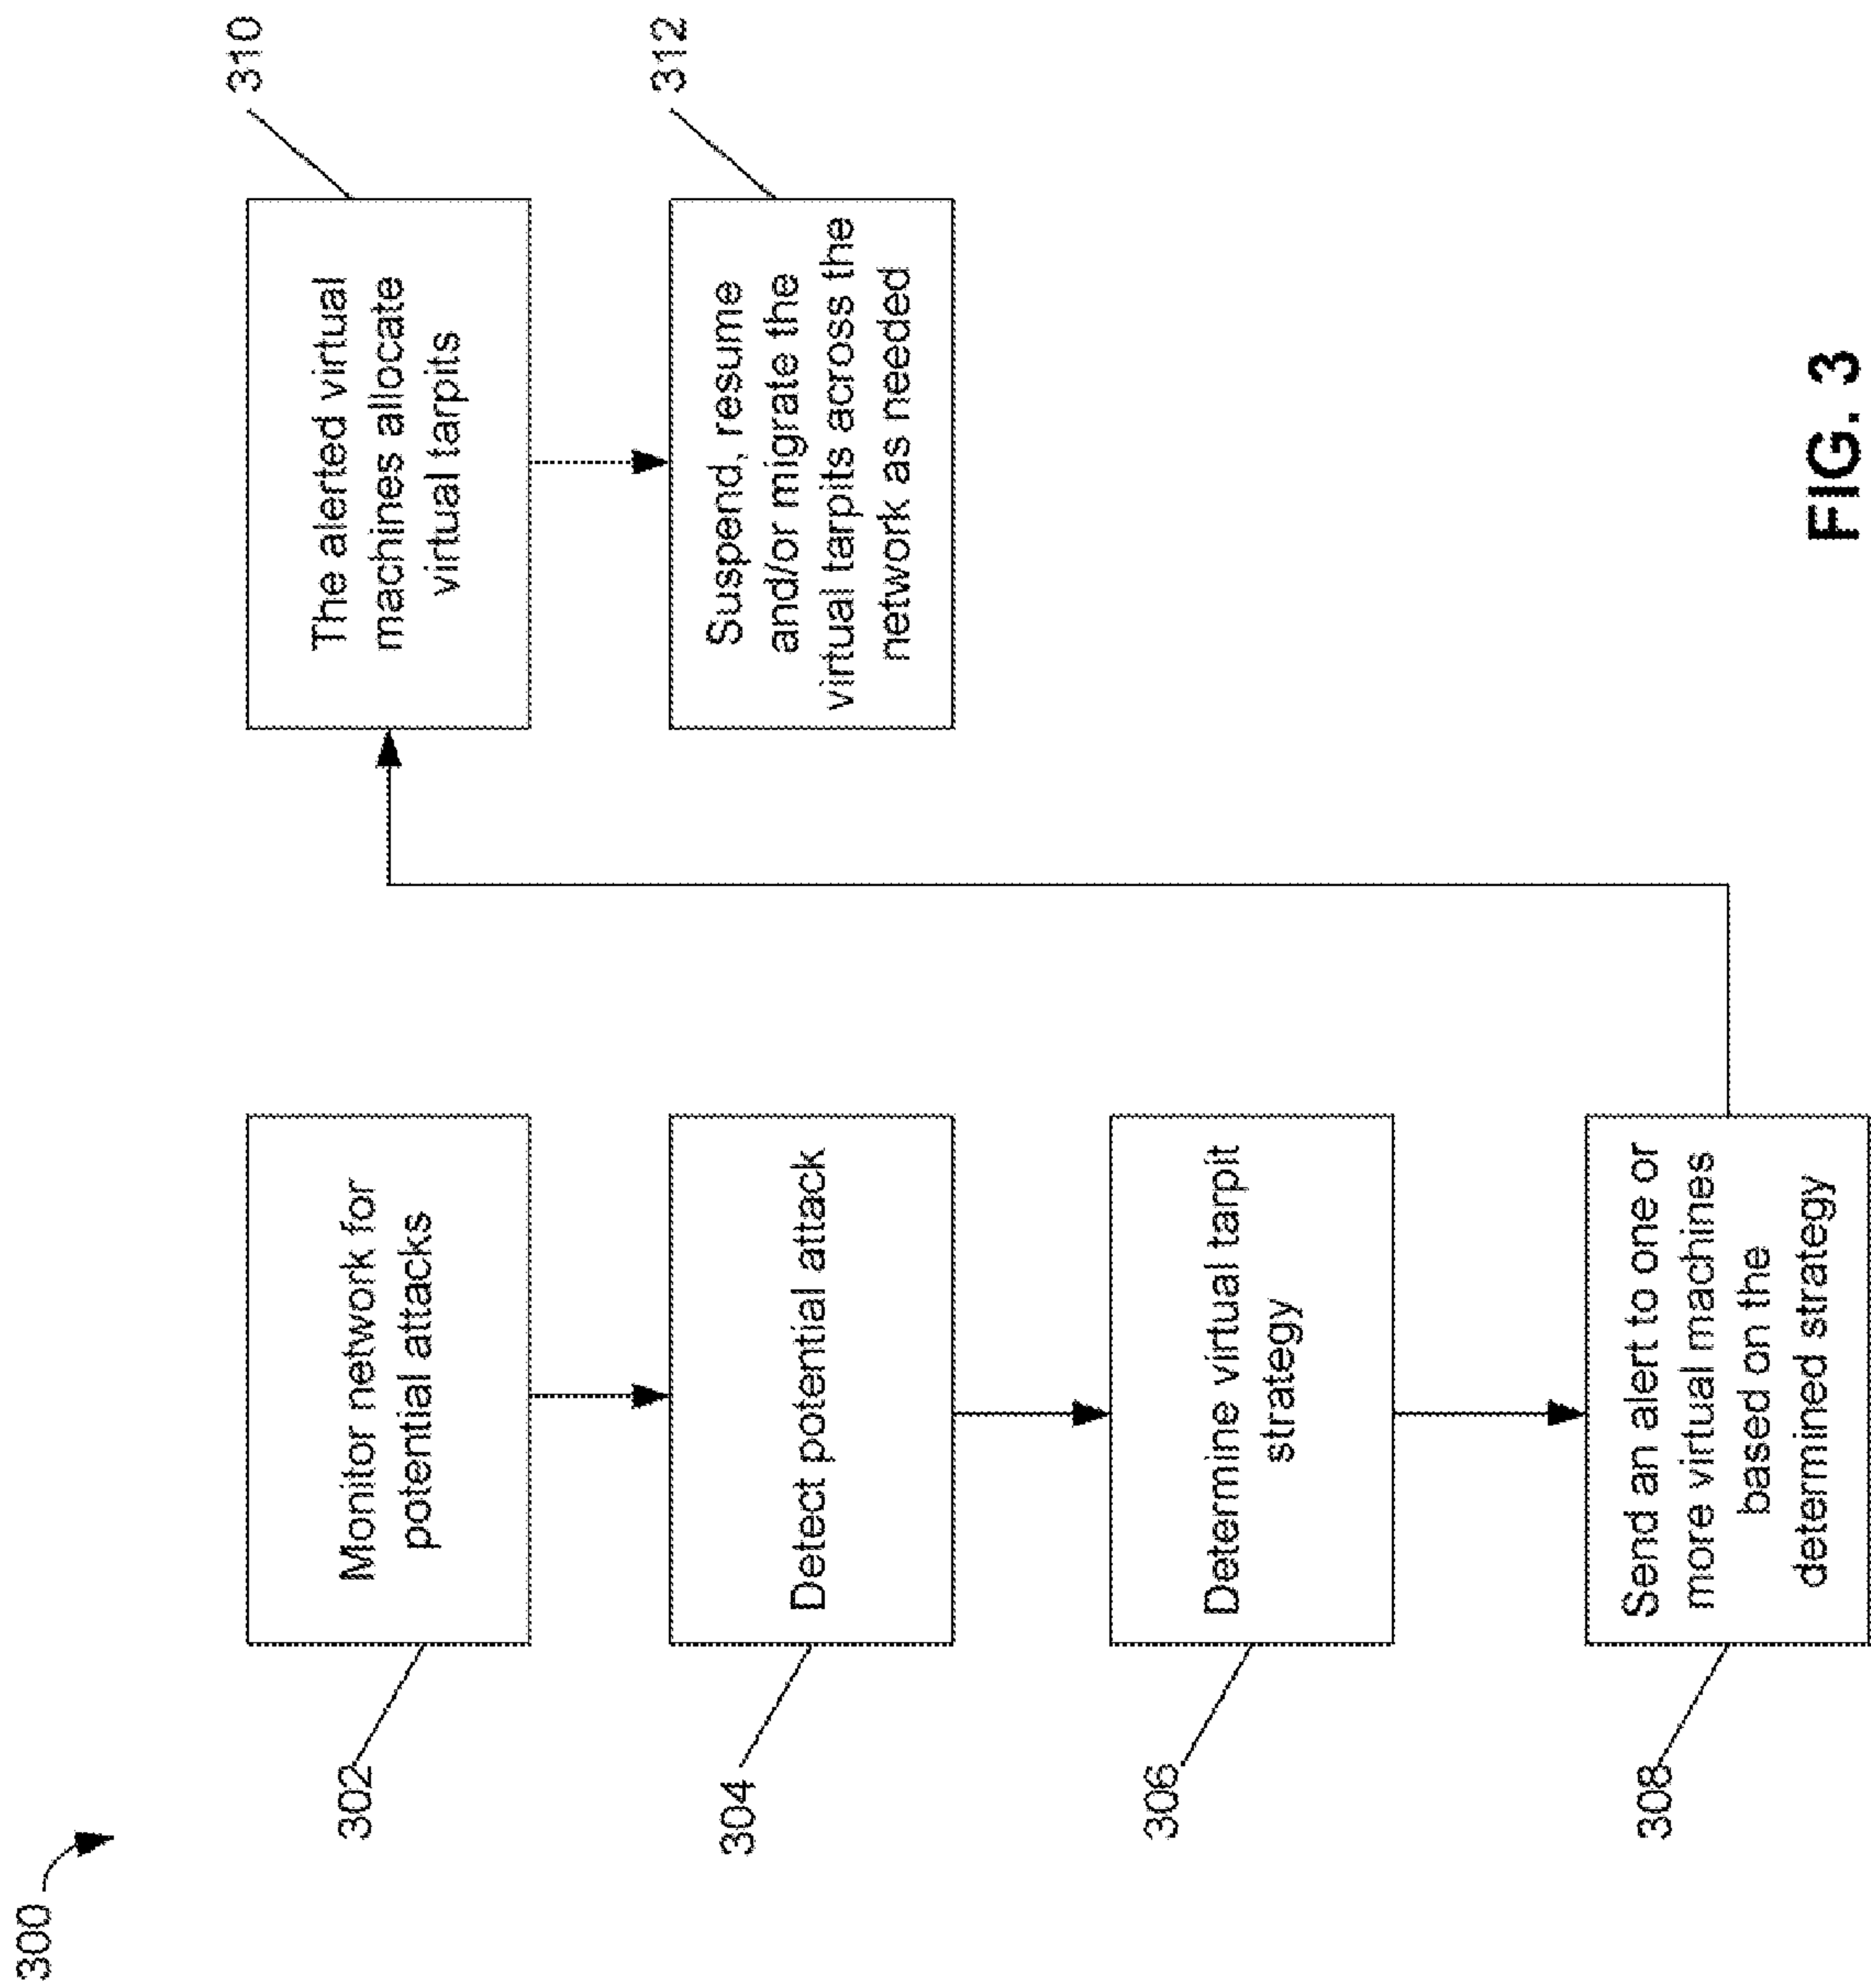 300
302
Monitor network for
potential attacks
304
Detect potential attack
306
Determine virtual tarpit
strategy
308
Send an alert to one or
more virtual machines
based on the
determined strategy
310
The alerted virtual
machines allocate
virtual tarpits
312
Suspend, resume
and/or migrate the
virtual tarpits across the
network as needed
FIG. 3